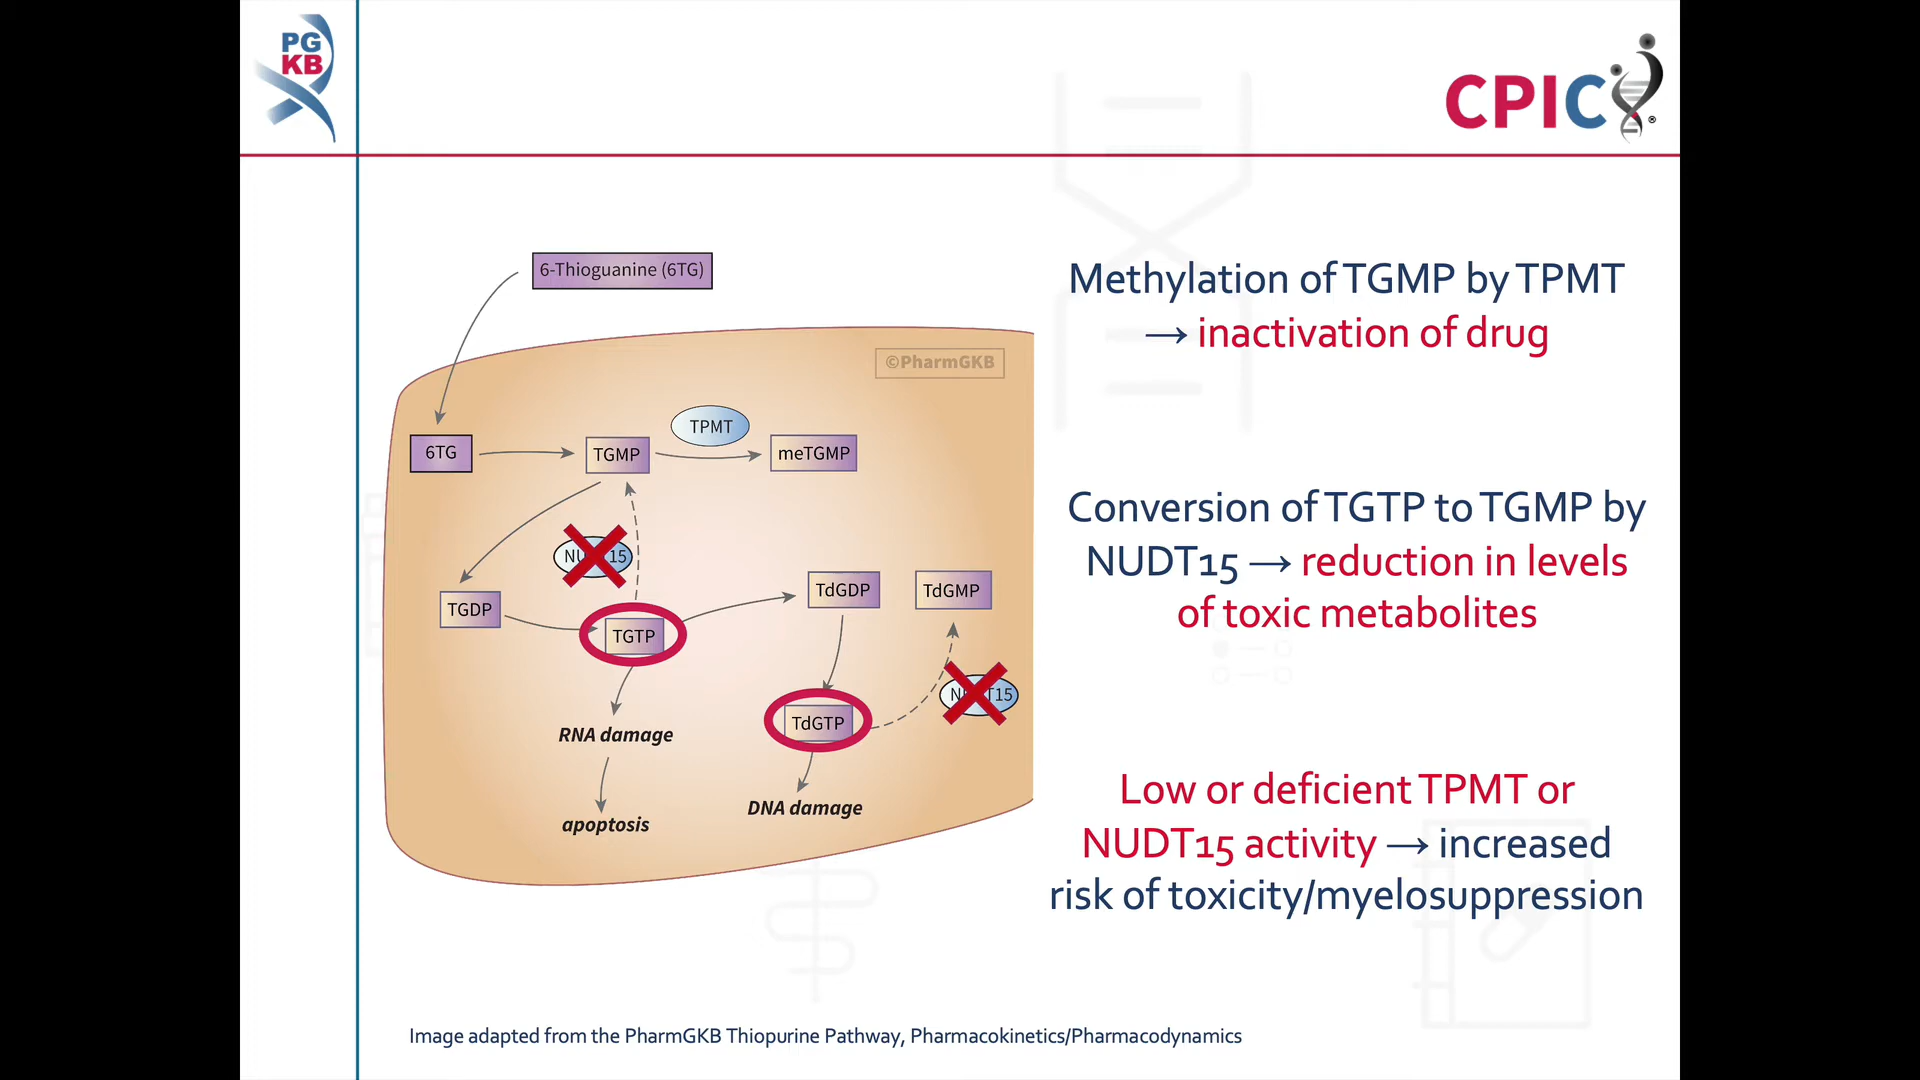 PG
KB
CPIC®
6-Thioguanine (6TG)
©PharmGKB
TPMT
6TG
TGMP
meTGMP
NUDT15
TGDP
TGTP
TdGDP
TdGMP
NUDT15
TdGTP
RNA damage
DNA damage
apoptosis
Methylation of TGMP by TPMT
→ inactivation of drug
Conversion of TGTP to TGMP by
NUDT15 → reduction in levels
of toxic metabolites
Low or deficient TPMT or
NUDT15 activity → increased
risk of toxicity/myelosuppression
Image adapted from the PharmGKB Thiopurine Pathway, Pharmacokinetics/Pharmacodynamics